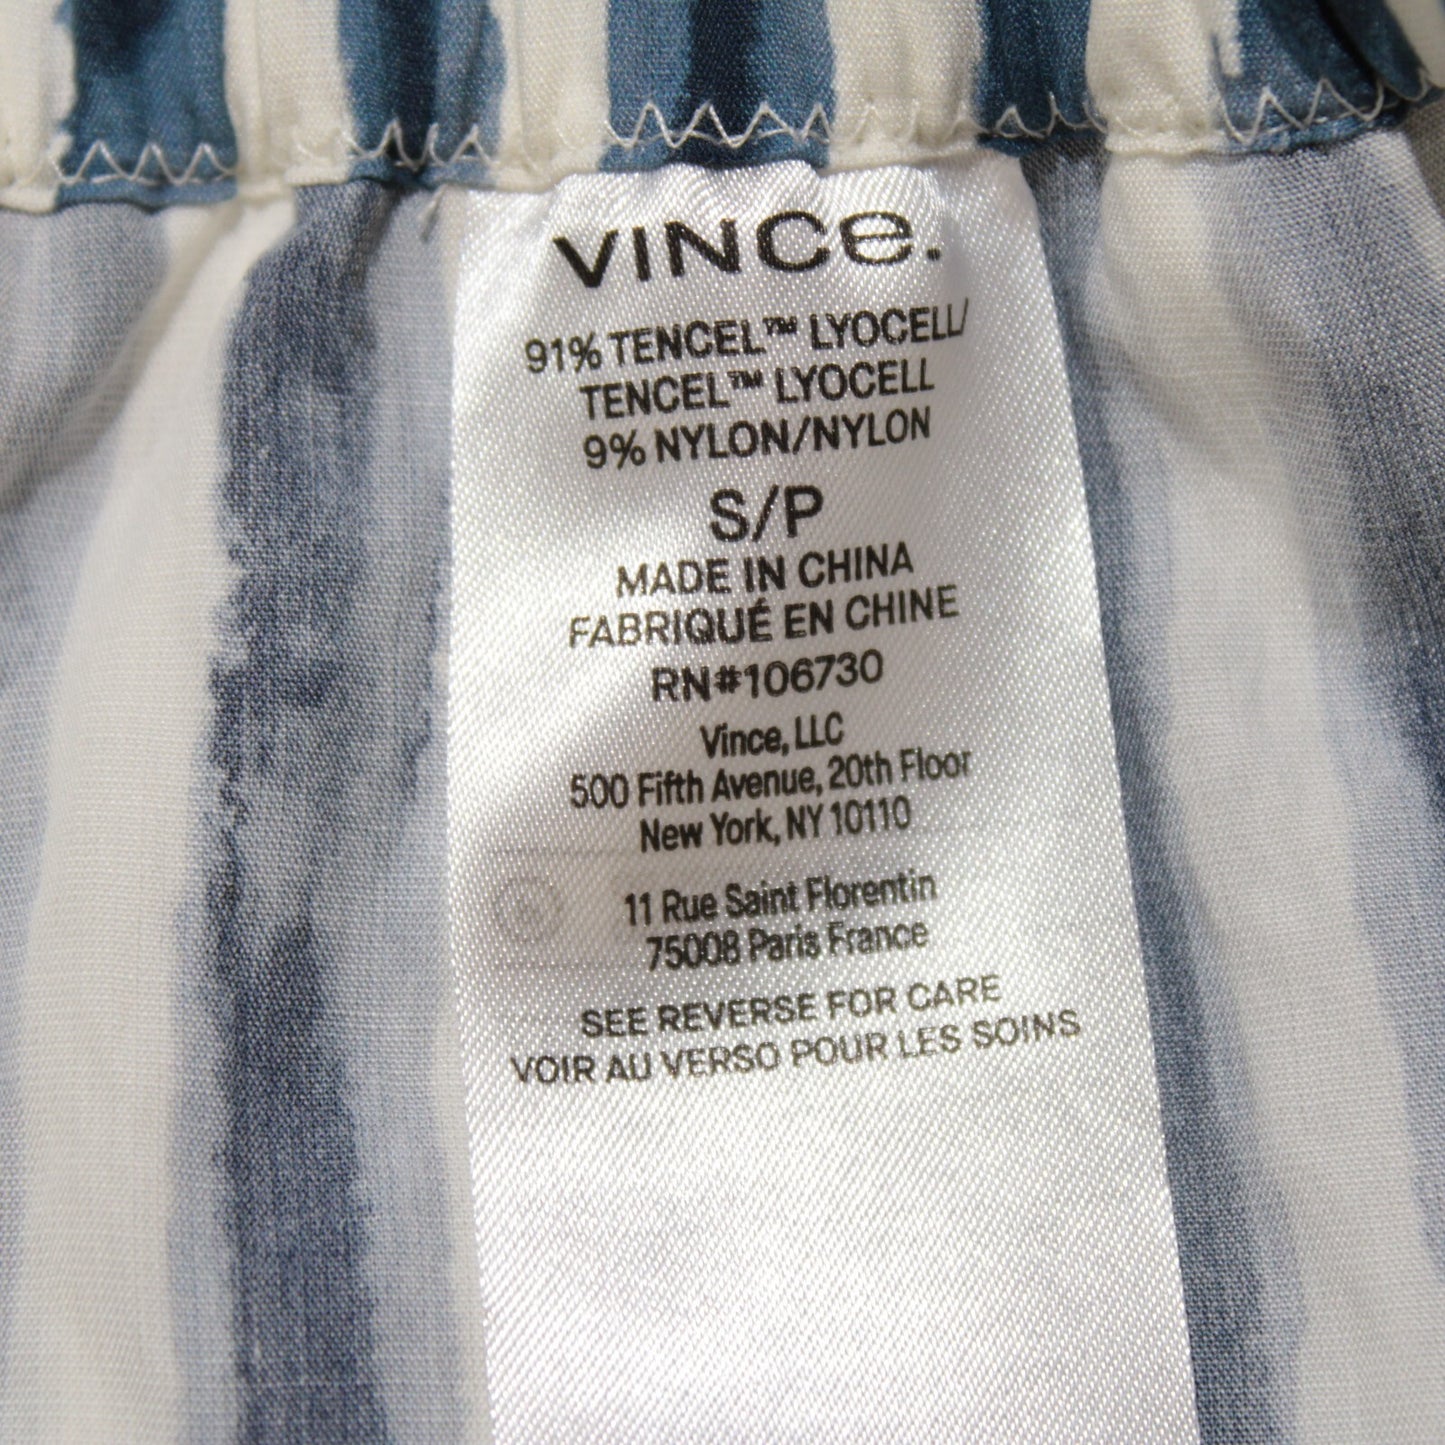 VINCe.
91% TENCEL™ LYOCELL/
TENCEL™ LYOCELL
9% NYLON/NYLON
S/P
MADE IN CHINA
FABRIQUÉ EN CHINE
RN#106730
Vince, LLC
500 Fifth Avenue, 20th Floor
New York, NY 10110
11 Rue Saint Florentin
75008 Paris France
SEE REVERSE FOR CARE
VOIR AU VERSO POUR LES SOINS